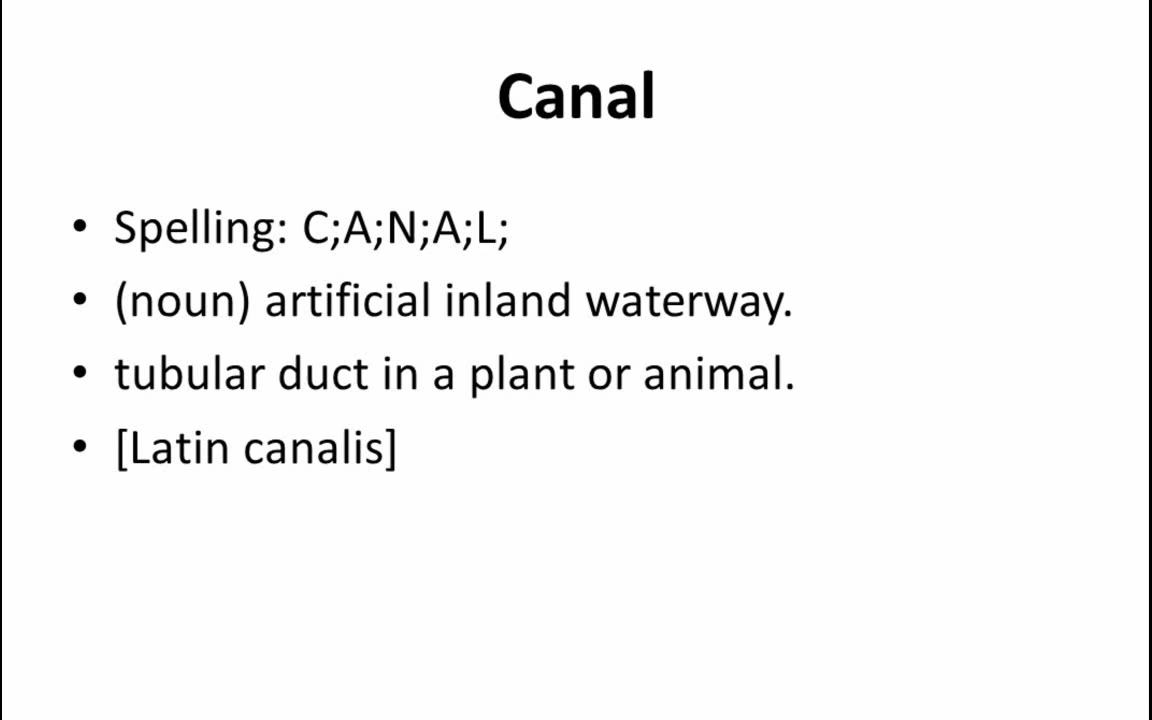 Canal
• Spelling: C;A;N;A;L;
• (noun) artificial inland waterway.
• tubular duct in a plant or animal.
• [Latin canalis]